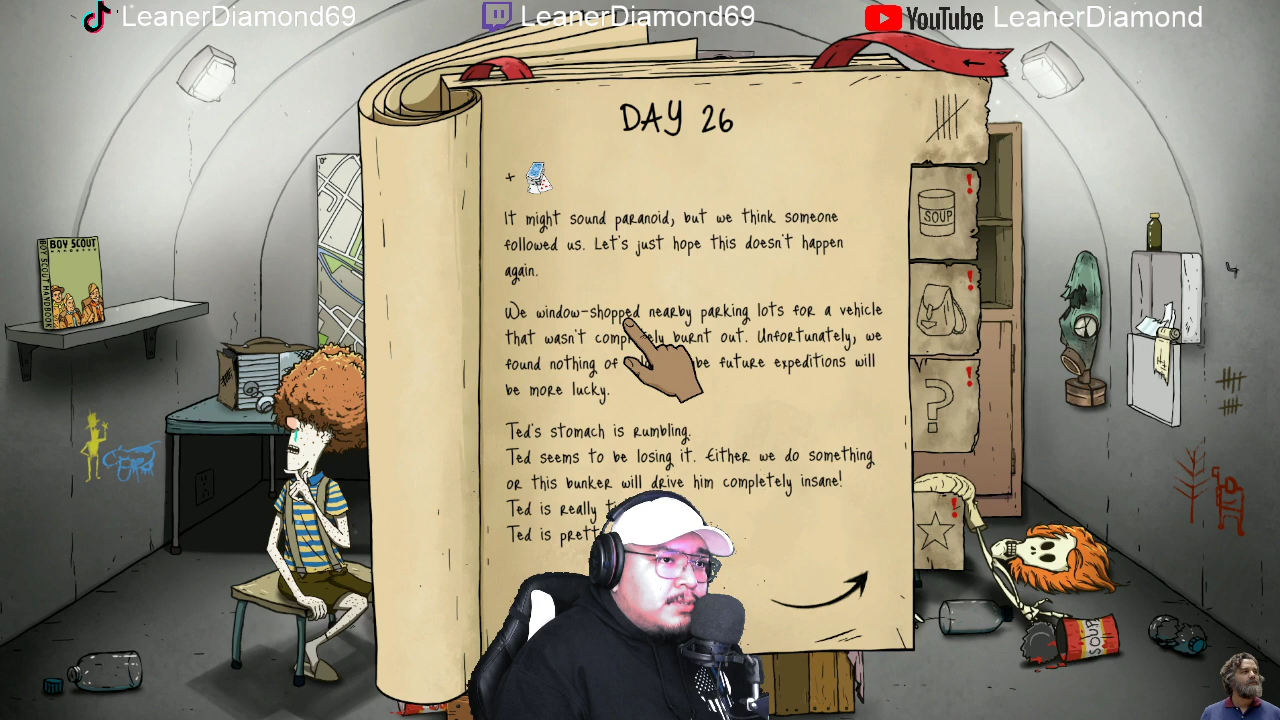 LeanerDiamond69
LeanerDiamond69
YouTube LeanerDiamond
DAY 26
+
It might sound paranoid, but we think someone
followed us. Let's just hope this doesn't happen
again.
We window-shopped nearby parking lots for a vehicle
that wasn't completely burnt out. Unfortunately, we
found nothing of be future expeditions will
be more lucky.
Ted's stomach is rumbling.
Ted seems to be losing it. Either we do something
or this bunker will drive him completely insane!
Ted is really
Ted is
SOUP
!
!
?
!
!
BOY SCOUT
BOY SCOUT HANDBOOK
SOUP